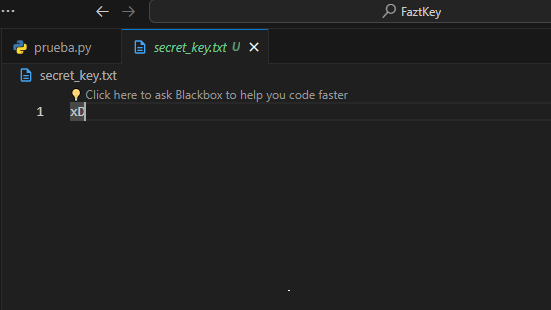 FaztKey
prueba.py secret_key.txt U
secret_key.txt
Click here to ask Blackbox to help you code faster
1 xD